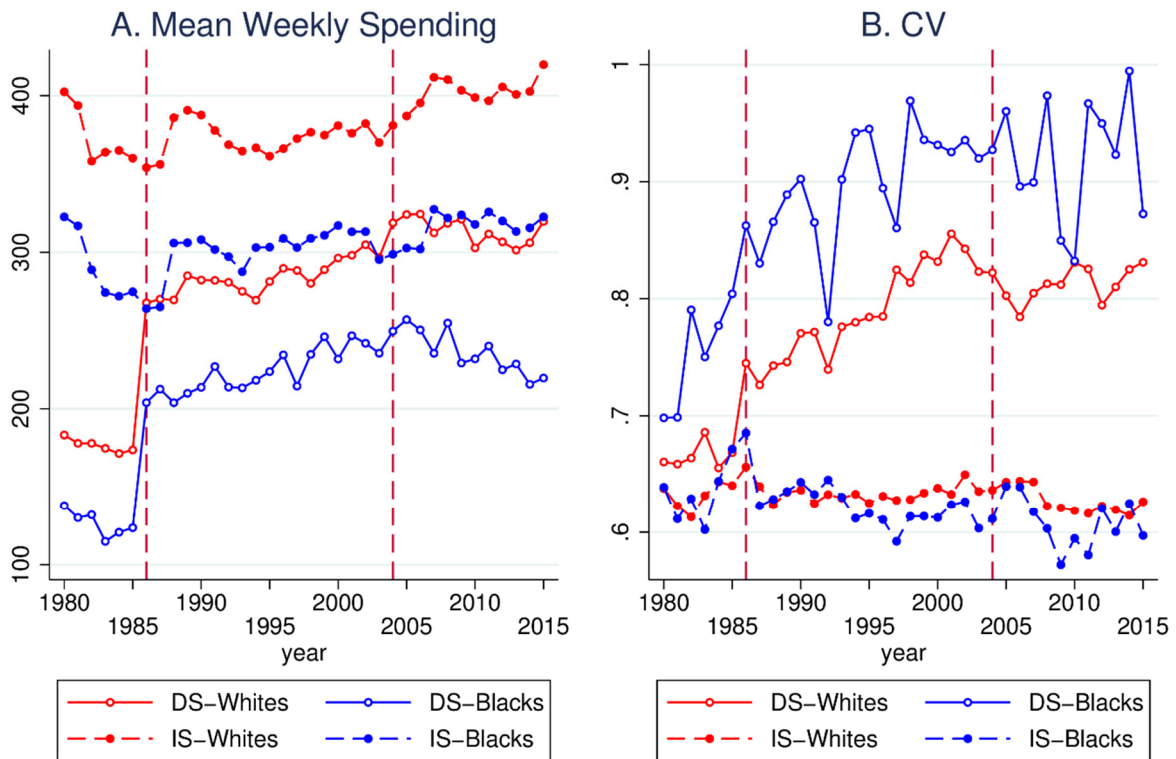 A. Mean Weekly Spending
400
300
200
100
1980
1990
2000
2010
1985
1995
2005
2015
year
DS–Whites
DS–Blacks
IS–Whites
IS–Blacks
B. CV
1
.9
.8
.7
.6
1980
1990
2000
2010
1985
1995
2005
2015
year
DS–Whites
DS–Blacks
IS–Whites
IS–Blacks